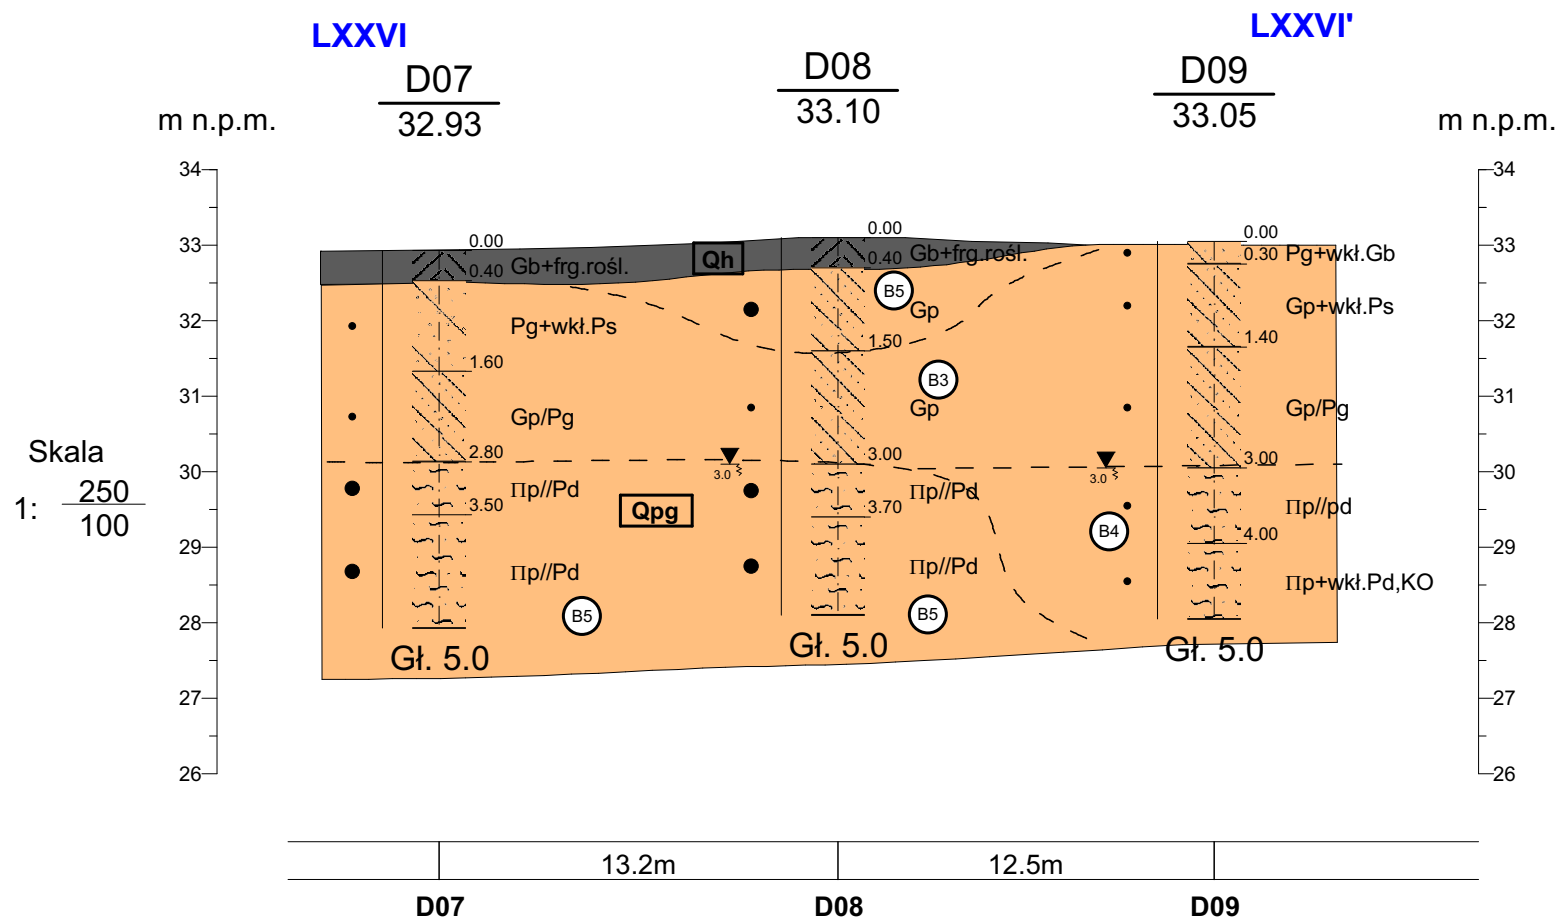 LXXVI
LXXVI'
D07
32.93
D08
33.10
D09
33.05
m n.p.m.
m n.p.m.
34
33
32
31
30
29
28
27
26
34
33
32
31
30
29
28
27
26
Skala
1: 250
100
0.00
0.40
Gb+frg.rośl.
Pg+wkł.Ps
1.60
Gp/Pg
2.80
Πp//Pd
3.50
Πp//Pd
Gł. 5.0
Qh
Qpg
B5
0.00
0.40
Gb+frg.rośl.
B5
Gp
1.50
B3
Gp
3.00
3.0
Πp//Pd
3.70
Πp//Pd
B5
Gł. 5.0
0.00
0.30
Pg+wkł.Gb
Gp+wkł.Ps
1.40
Gp/Pg
3.00
3.0
Πp//pd
B4
4.00
Πp+wkł.Pd,KO
Gł. 5.0
13.2m
12.5m
D07
D08
D09